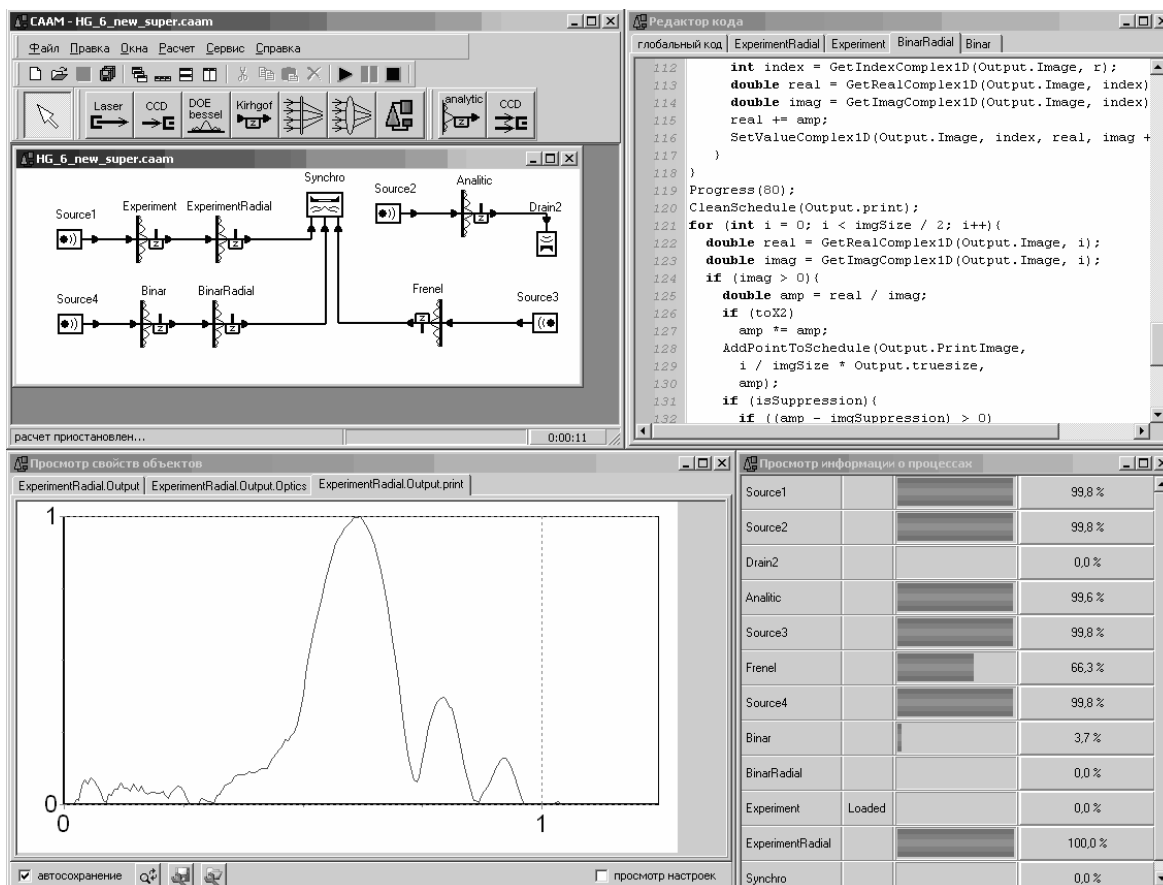 CAAM - HG_6_new_super.caam
Файл Правка Окна Расчет Сервис Справка
Laser
CCD
DOE
bessel
Kirhgof
z
analytic
z
CCD
HG_6_new_super.caam
Source1
Experiment
z
ExperimentRadial
z
Synchro
Source2
Analitic
z
Drain2
Source4
Binar
z
BinarRadial
z
Frenel
z
Source3
расчет приостановлен...
0:00:11
Редактор кода
глобальный код ExperimentRadial Experiment BinarRadial Binar
112 int index = GetIndexComplex1D(Output.Image, r);
113 double real = GetRealComplex1D(Output.Image, index)
114 double imag = GetImagComplex1D(Output.Image, index)
115 real += amp;
116 SetValueComplex1D(Output.Image, index, real, imag +
117 }
118 }
119 Progress(80);
120 CleanSchedule(Output.print);
121 for (int i = 0; i < imgSize / 2; i++){
122 double real = GetRealComplex1D(Output.Image, i);
123 double imag = GetImagComplex1D(Output.Image, i);
124 if (imag > 0){
125 double amp = real / imag;
126 if (toX2)
127 amp *= amp;
128 AddPointToSchedule(Output.PrintImage,
129 i / imgSize * Output.truesize,
130 amp);
131 if (isSuppression){
132 if ((amp - imgSuppression) > 0)
Просмотр свойств объектов
ExperimentRadial.Output ExperimentRadial.Output.Optics ExperimentRadial.Output.print
1
0
0 1
автосохранение
просмотр настроек
Просмотр информации о процессах
Source1 99,8 %
Source2 99,8 %
Drain2 0,0 %
Analitic 99,6 %
Source3 99,8 %
Frenel 66,3 %
Source4 99,8 %
Binar 3,7 %
BinarRadial 0,0 %
Experiment Loaded 0,0 %
ExperimentRadial 100,0 %
Synchro 0,0 %